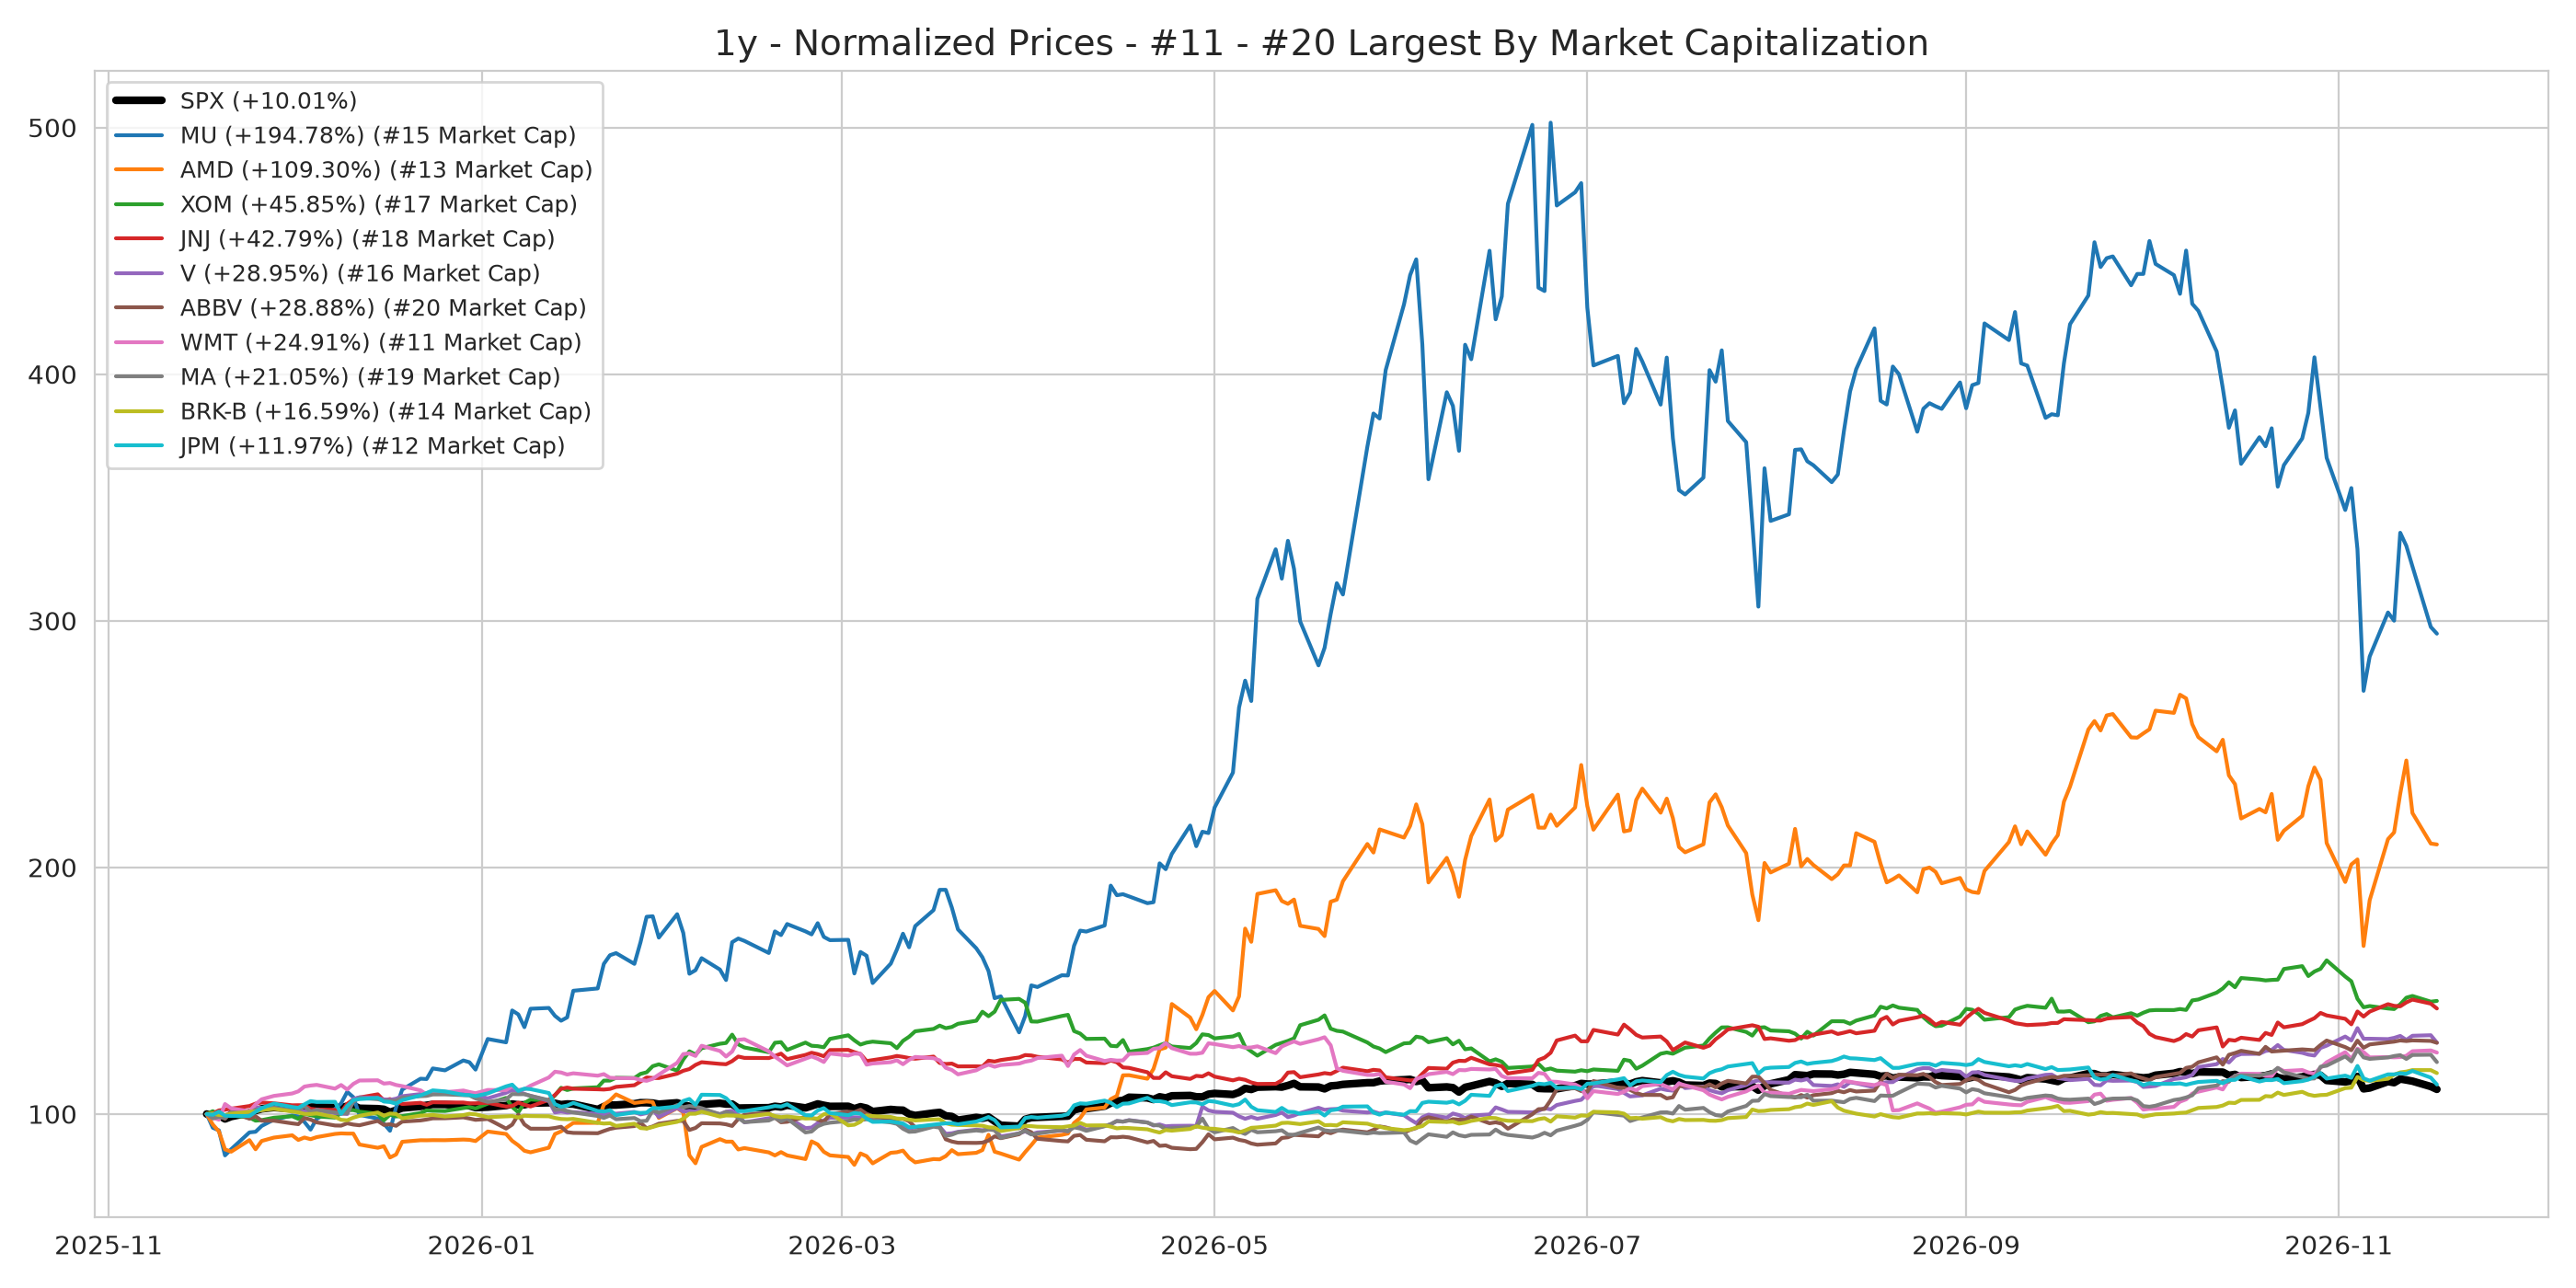 1y - Normalized Prices - #11 - #20 Largest By Market Capitalization
SPX (+10.01%)
MU (+194.78%) (#15 Market Cap)
AMD (+109.30%) (#13 Market Cap)
XOM (+45.85%) (#17 Market Cap)
JNJ (+42.79%) (#18 Market Cap)
V (+28.95%) (#16 Market Cap)
ABBV (+28.88%) (#20 Market Cap)
WMT (+24.91%) (#11 Market Cap)
MA (+21.05%) (#19 Market Cap)
BRK-B (+16.59%) (#14 Market Cap)
JPM (+11.97%) (#12 Market Cap)
500
400
300
200
100
2025-11 2026-01 2026-03 2026-05 2026-07 2026-09 2026-11